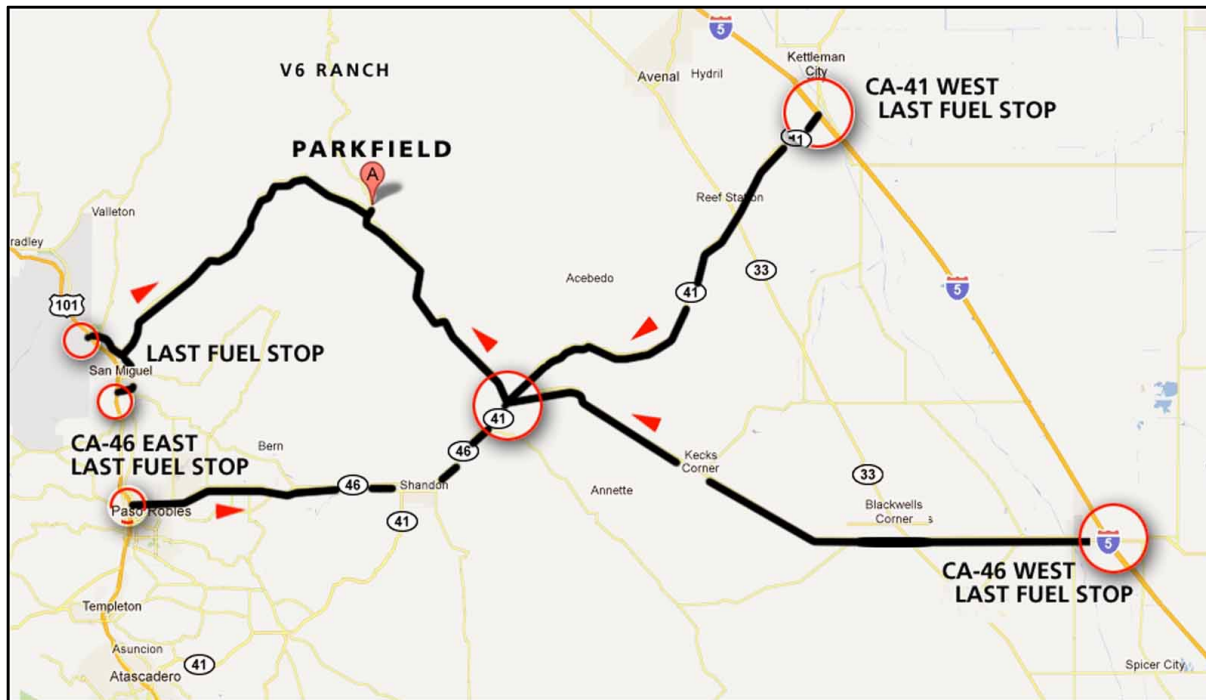 5
Kettleman
City
V6 RANCH
Avenal
Hydril
CA-41 WEST
LAST FUEL STOP
41
PARKFIELD
A
Valleton
Reef Station
radley
33
Acebedo
5
101
41
LAST FUEL STOP
San Miguel
41
CA-46 EAST
LAST FUEL STOP
Bern
46
Kecks
Corner
33
46
Shandon
Annette
Paso Robles
41
Blackwells
Corner
s
5
CA-46 WEST
LAST FUEL STOP
Templeton
Asuncion
41
Atascadero
Spicer City